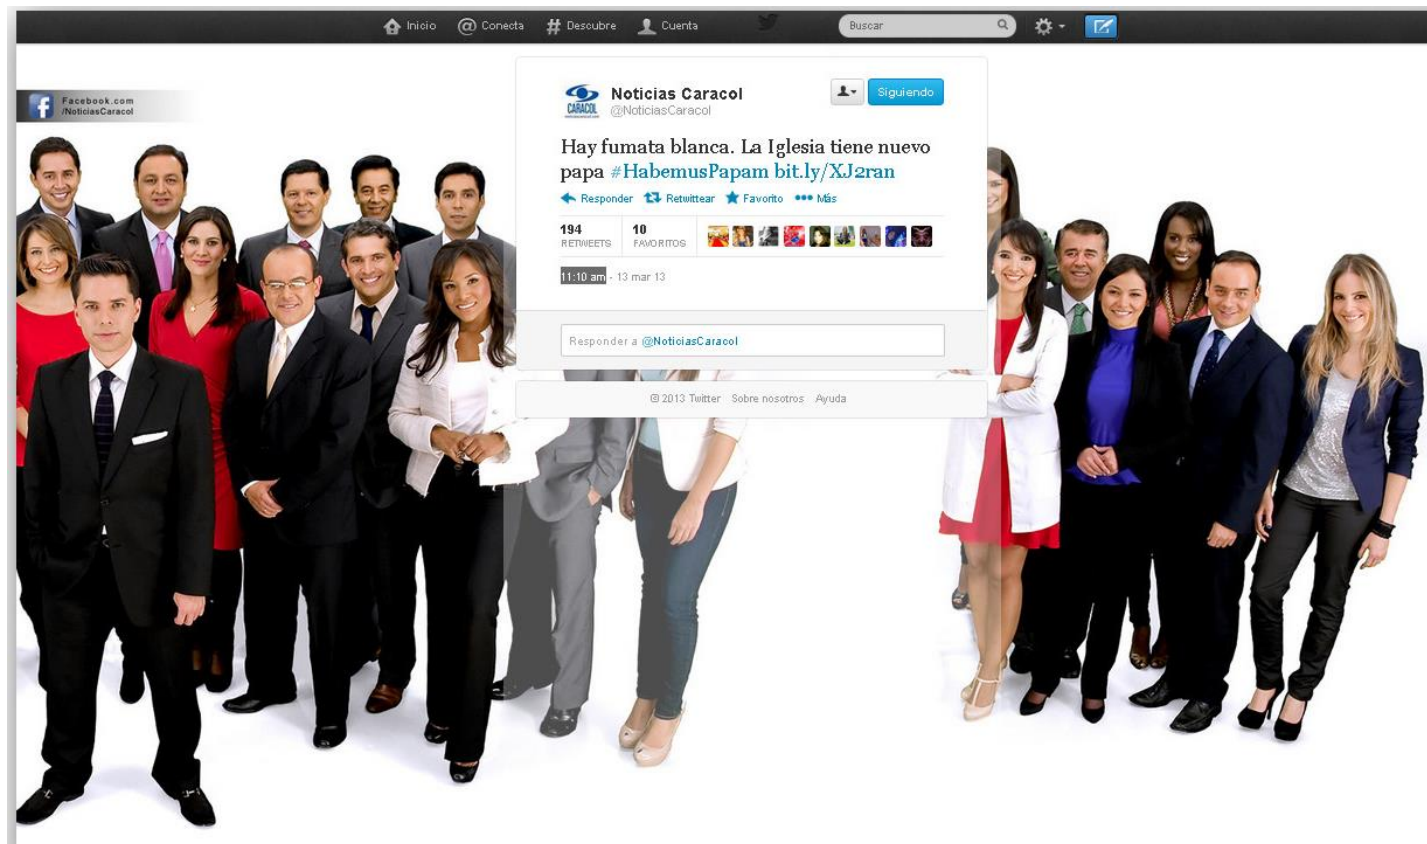 Inicio @ Conecta # Descubre Cuenta Buscar
Facebook.com
/NoticiasCaracol
CARACOL
Noticias Caracol
@NoticiasCaracol
Siguiendo
Hay fumata blanca. La Iglesia tiene nuevo
papa #HabemusPapam bit.ly/XJ2ran
Responder Retwittear Favorito Más
194 RETWEETS 10 FAVORITOS
11:10 am - 13 mar 13
Responder a @NoticiasCaracol
© 2013 Twitter Sobre nosotros Ayuda